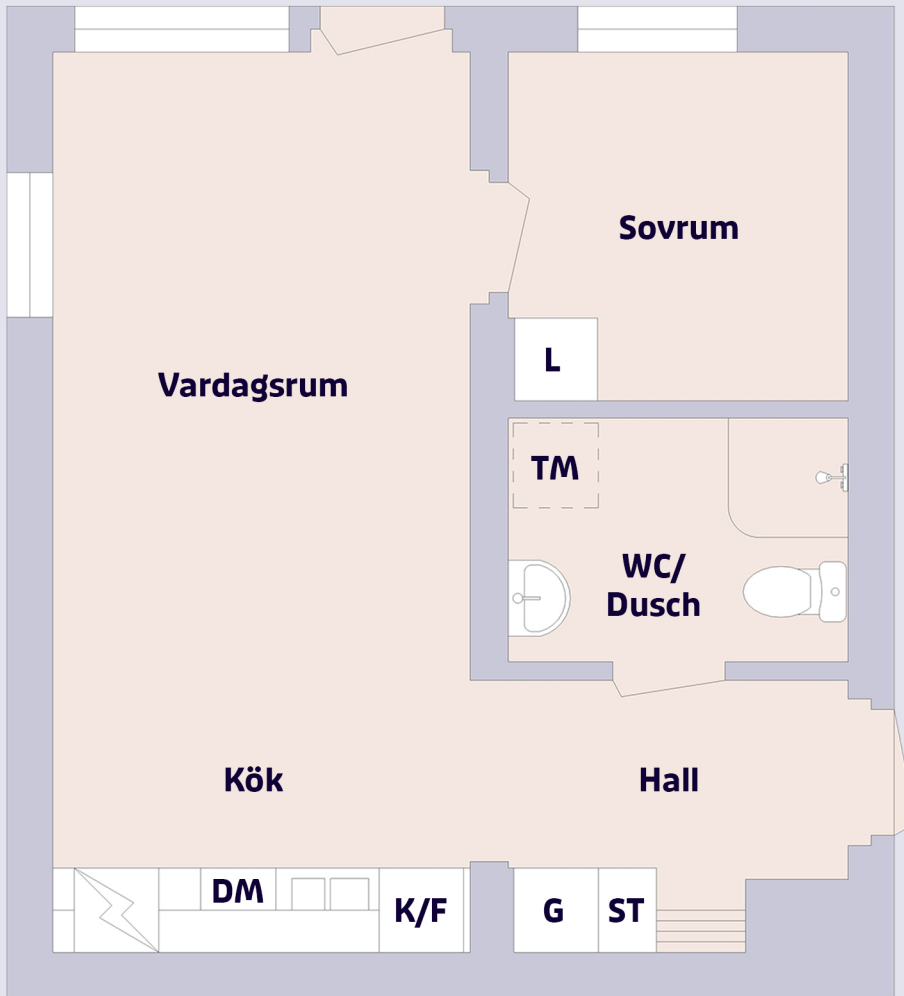 Sovrum
L
Vardagsrum
TM
WC/
Dusch
Kök
Hall
DM
K/F
G
ST